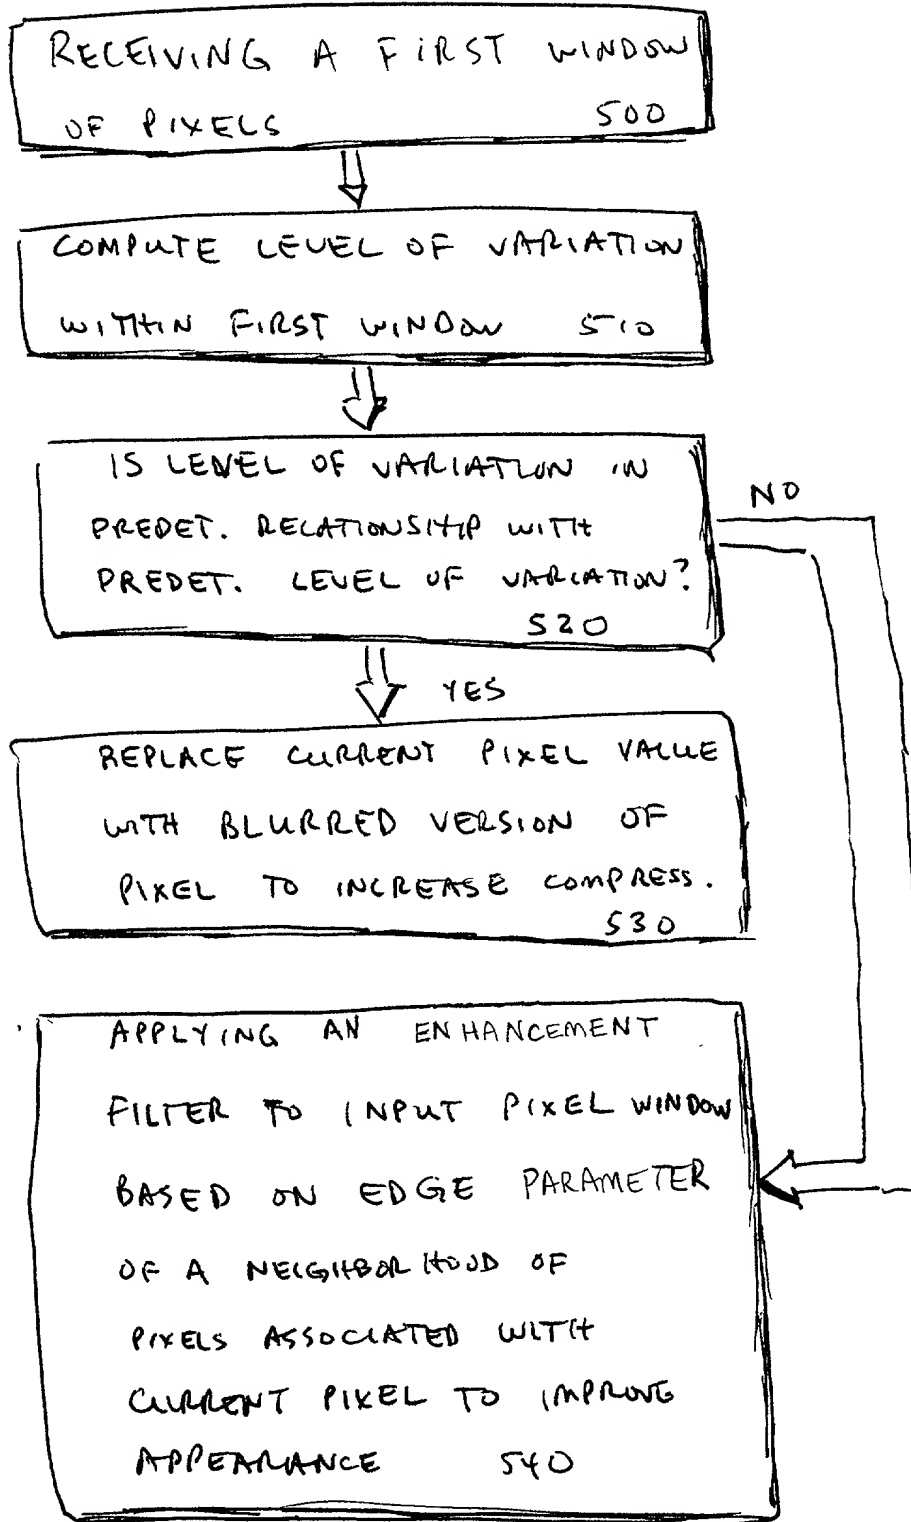 RECEIVING A FIRST WINDOW
OF PIXELS 500
COMPUTE LEVEL OF VARIATION
WITHIN FIRST WINDOW 510
IS LEVEL OF VARIATION IN
PREDET. RELATIONSHIP WITH
PREDET. LEVEL OF VARIATION?
520
NO
YES
REPLACE CURRENT PIXEL VALUE
WITH BLURRED VERSION OF
PIXEL TO INCREASE COMPRESS.
530
APPLYING AN ENHANCEMENT
FILTER TO INPUT PIXEL WINDOW
BASED ON EDGE PARAMETER
OF A NEIGHBORHOOD OF
PIXELS ASSOCIATED WITH
CURRENT PIXEL TO IMPROVE
APPEARANCE 540